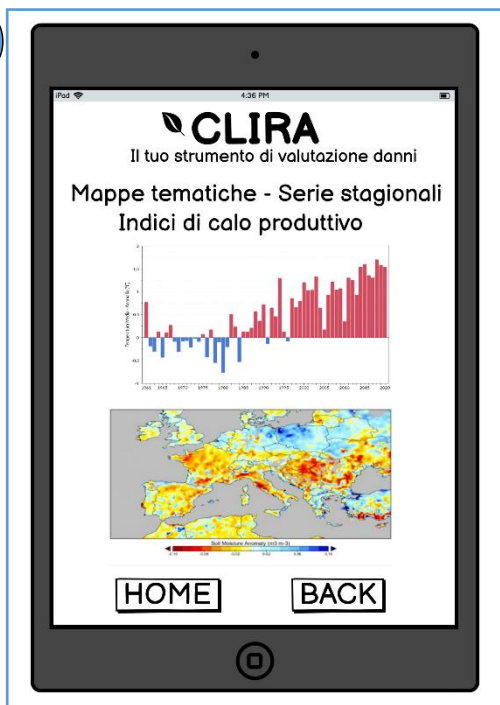 iPad 4:36 PM
CLIRA
Il tuo strumento di valutazione danni
Mappe tematiche - Serie stagionali
Indici di calo produttivo
Soil Moisture Anomaly (m3 m-3)
HOME BACK